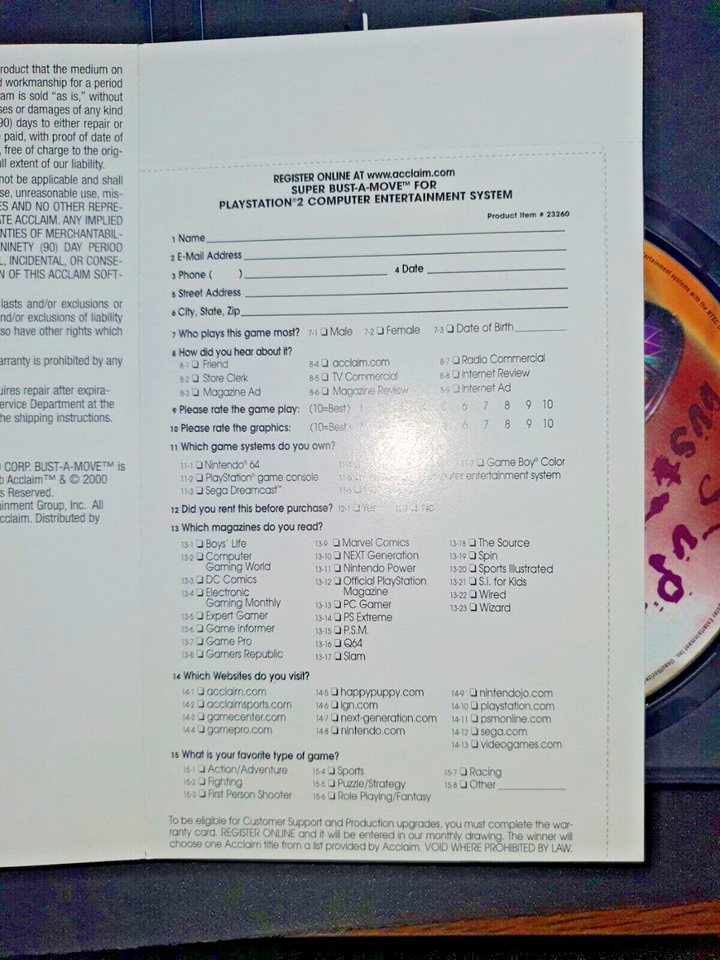 roduct that the medium on
workmanship for a period
am is sold "as is," without
ses or damages of any kind
90) days to either repair or
paid, with proof of date of
, free of charge to the orig-
ull extent of our liability.
not be applicable and shall
se, unreasonable use, mis-
ES AND NO OTHER REPRE-
ATE ACCLAIM. ANY IMPLIED
NTIES OF MERCHANTABIL-
NINETY (90) DAY PERIOD
L, INCIDENTAL, OR CONSE-
N OF THIS ACCLAIM SOFT-
lasts and/or exclusions or
nd/or exclusions of liability
so have other rights which
arranty is prohibited by any
uires repair after expira-
ervice Department at the
he shipping instructions.
CORP. BUST-A-MOVE™ is
Acclaim™ & © 2000
s Reserved.
ainment Group, Inc. All
cclaim. Distributed by
REGISTER ONLINE AT www.acclaim.com
SUPER BUST-A-MOVE™ FOR
PLAYSTATION®2 COMPUTER ENTERTAINMENT SYSTEM
Product Item # 23260
1 Name
2 E-Mail Address
3 Phone ( ) 4 Date
5 Street Address
6 City, State, Zip
7 Who plays this game most? 7-1 ❑ Male 7-2 ❑ Female 7-3 ❑ Date of Birth
8 How did you hear about it?
8-1 ❑ Friend 8-4 ❑ acclaim.com 8-7 ❑ Radio Commercial
8-2 ❑ Store Clerk 8-5 ❑ TV Commercial 8-8 ❑ Internet Review
8-3 ❑ Magazine Ad 8-6 ❑ Magazine Review 8-9 ❑ Internet Ad
9 Please rate the game play: (10=Best) 1 6 7 8 9 10
10 Please rate the graphics: (10=Best) 6 7 8 9 10
11 Which game systems do you own?
11-1 ❑ Nintendo® 64 11-7 ❑ Game Boy® Color
11-2 ❑ PlayStation® game console entertainment system
11-3 ❑ Sega Dreamcast™
12 Did you rent this before purchase? 12-1 ❑ Yes ❑ No
13 Which magazines do you read?
13-1 ❑ Boys' Life 13-9 ❑ Marvel Comics 13-18 ❑ The Source
13-2 ❑ Computer 13-10 ❑ NEXT Generation 13-19 ❑ Spin
Gaming World 13-11 ❑ Nintendo Power 13-20 ❑ Sports Illustrated
13-3 ❑ DC Comics 13-12 ❑ Official PlayStation 13-21 ❑ S.I. for Kids
13-4 ❑ Electronic Magazine 13-22 ❑ Wired
Gaming Monthly 13-13 ❑ PC Gamer 13-23 ❑ Wizard
13-5 ❑ Expert Gamer 13-14 ❑ PS Extreme
13-6 ❑ Game Informer 13-15 ❑ P.S.M.
13-7 ❑ Game Pro 13-16 ❑ Q64
13-8 ❑ Gamers Republic 13-17 ❑ Slam
14 Which Websites do you visit?
14-1 ❑ acclaim.com 14-5 ❑ happypuppy.com 14-9 ❑ nintendojo.com
14-2 ❑ acclaimsports.com 14-6 ❑ ign.com 14-10 ❑ playstation.com
14-3 ❑ gamecenter.com 14-7 ❑ next-generation.com 14-11 ❑ psmonline.com
14-4 ❑ gamepro.com 14-8 ❑ nintendo.com 14-12 ❑ sega.com
14-13 ❑ videogames.com
15 What is your favorite type of game?
15-1 ❑ Action/Adventure 15-4 ❑ Sports 15-7 ❑ Racing
15-2 ❑ Fighting 15-5 ❑ Puzzle/Strategy 15-8 ❑ Other
15-3 ❑ First Person Shooter 15-6 ❑ Role Playing/Fantasy
To be eligible for Customer Support and Production upgrades, you must complete the war-
ranty card. REGISTER ONLINE and it will be entered in our monthly drawing. The winner will
choose one Acclaim title from a list provided by Acclaim. VOID WHERE PROHIBITED BY LAW.